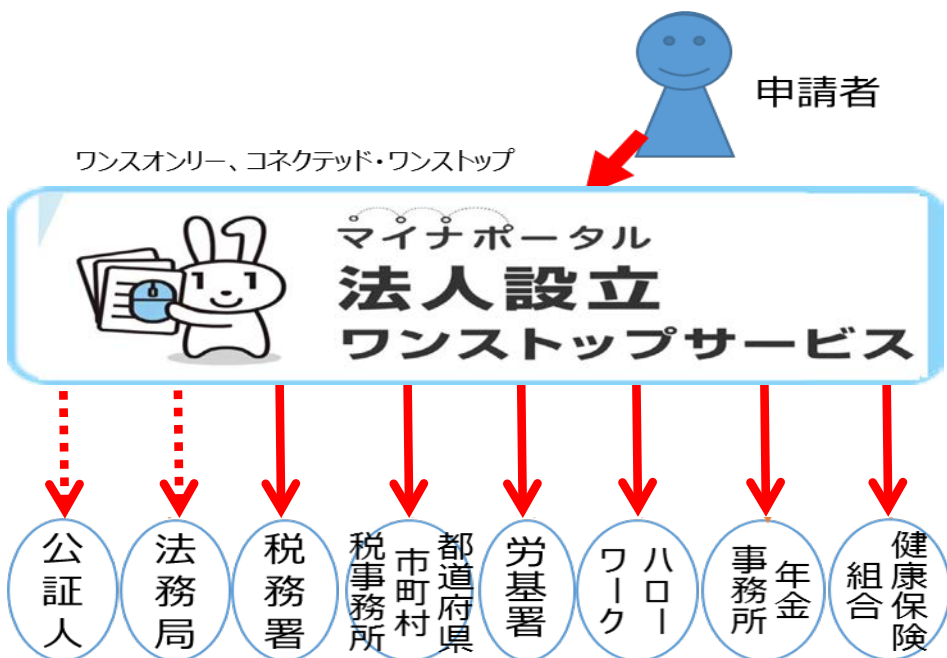 申請者
ワンスオンリー、コネクテッド・ワンストップ
マイナポータル
法人設立
ワンストップサービス
公証人
法務局
税務署
都道府県
市町村
税事務所
労基署
ハロー
ワーク
年金
事務所
健康保険
組合